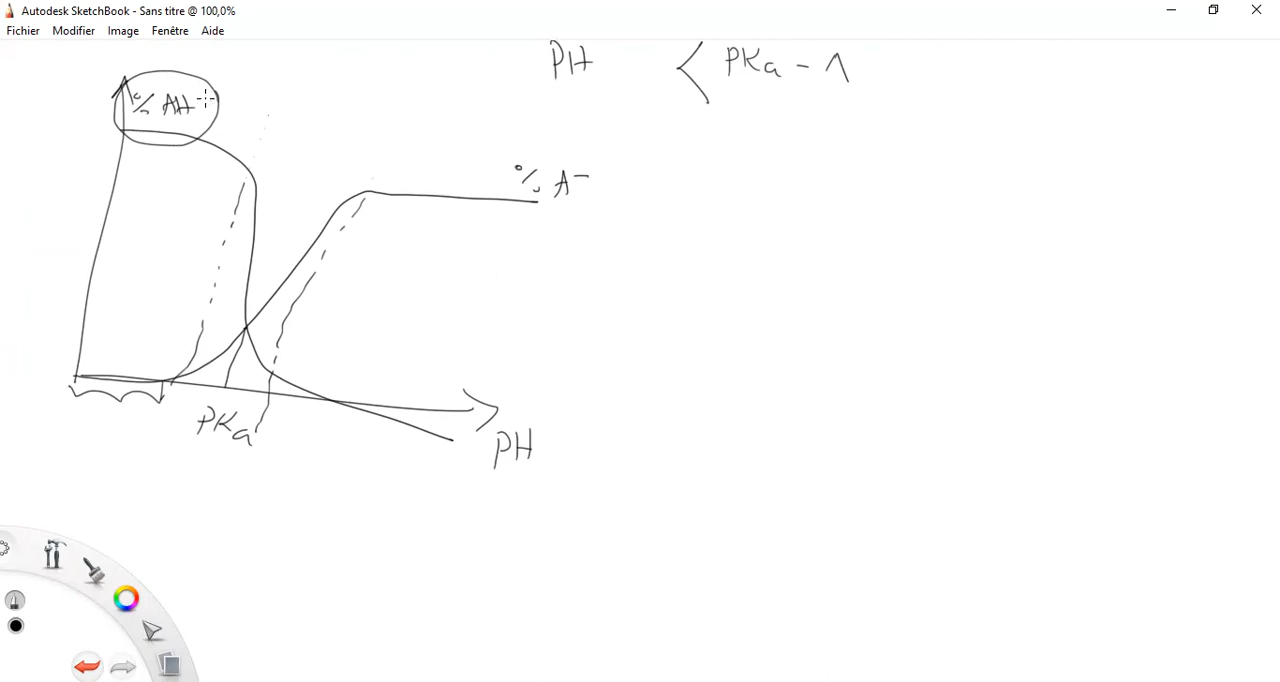 Autodesk SketchBook - Sans titre @ 100,0%
Fichier Modifier Image Fenêtre Aide
PH < PKa - 1
% AH
% A-
PKa
PH